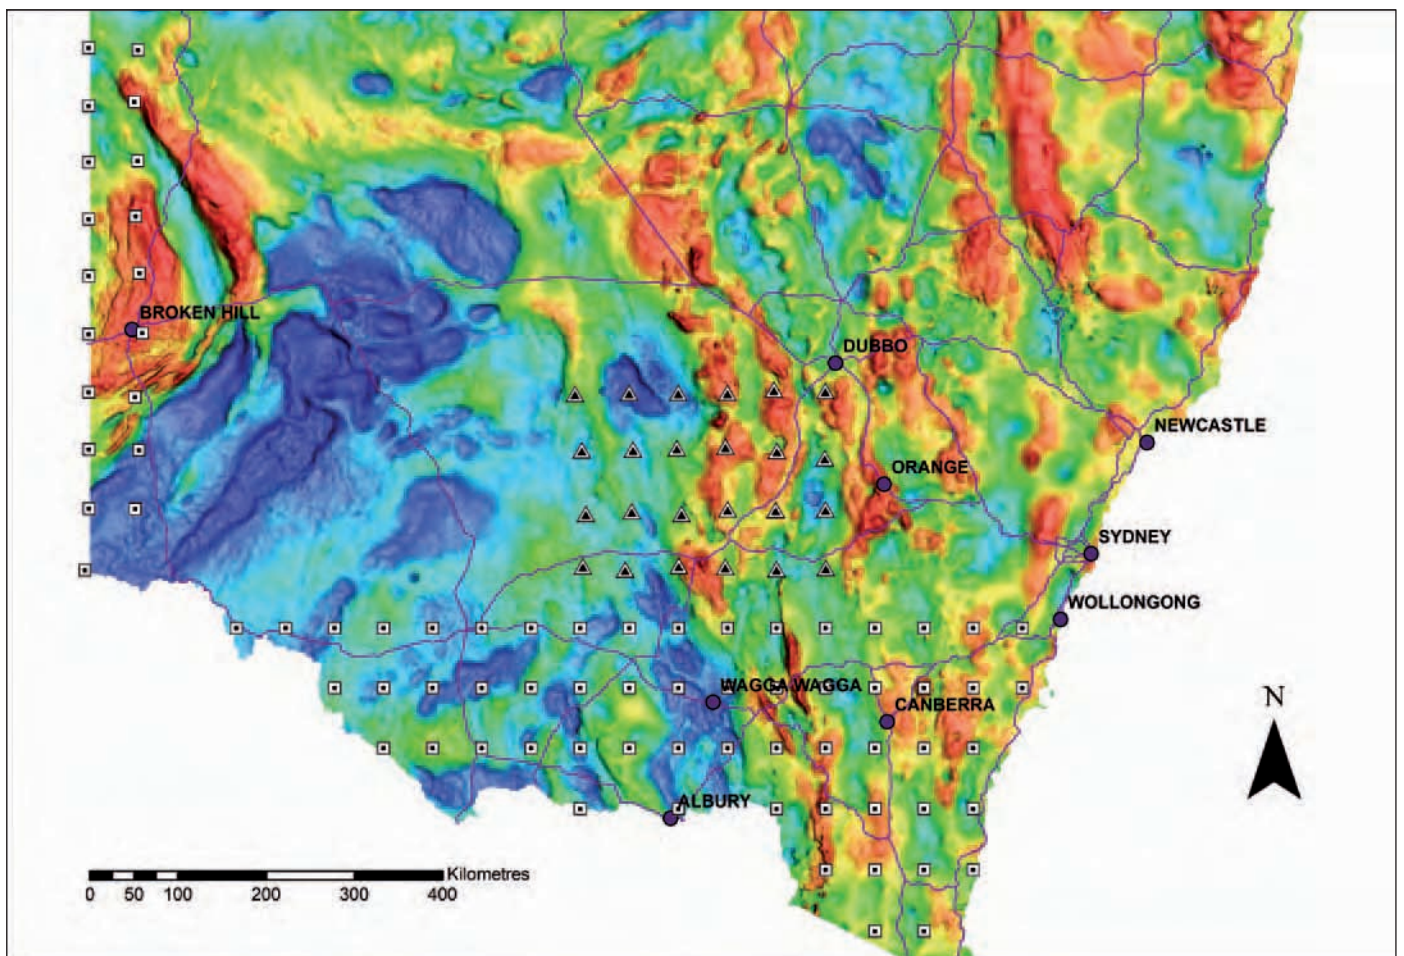 BROKEN HILL
DUBBO
NEWCASTLE
ORANGE
SYDNEY
WOLLONGONG
N
WAGGA WAGGA
CANBERRA
ALBURY
Kilometres
0 50 100 200 300 400